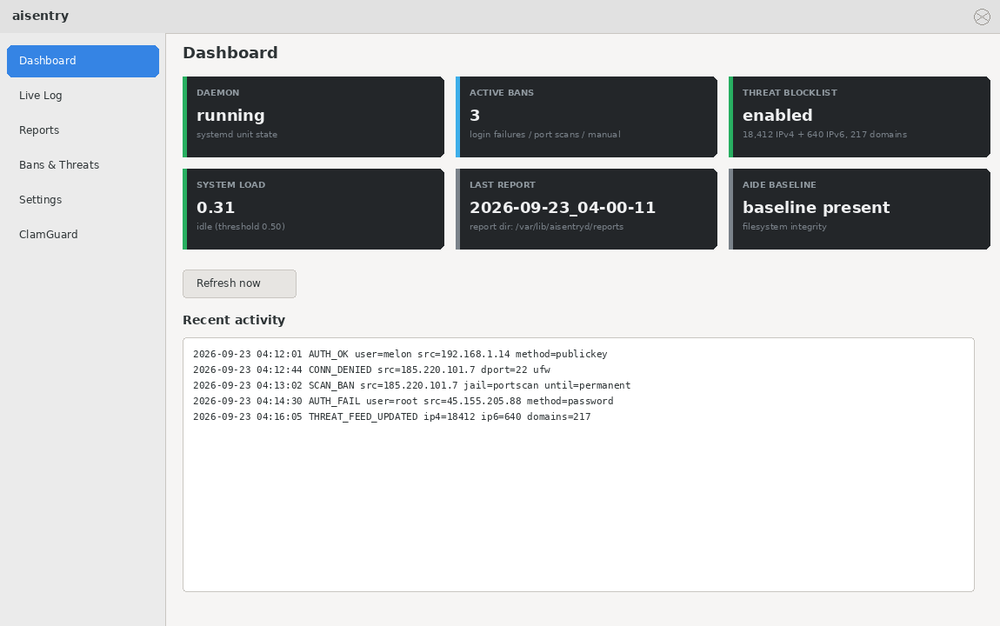 aisentry
Dashboard
Live Log
Reports
Bans & Threats
Settings
ClamGuard
Dashboard
DAEMON
running
systemd unit state
ACTIVE BANS
3
login failures / port scans / manual
THREAT BLOCKLIST
enabled
18,412 IPv4 + 640 IPv6, 217 domains
SYSTEM LOAD
0.31
idle (threshold 0.50)
LAST REPORT
2026-09-23_04-00-11
report dir: /var/lib/aisentryd/reports
AIDE BASELINE
baseline present
filesystem integrity
Refresh now
Recent activity
2026-09-23 04:12:01 AUTH_OK user=melon src=192.168.1.14 method=publickey
2026-09-23 04:12:44 CONN_DENIED src=185.220.101.7 dport=22 ufw
2026-09-23 04:13:02 SCAN_BAN src=185.220.101.7 jail=portscan until=permanent
2026-09-23 04:14:30 AUTH_FAIL user=root src=45.155.205.88 method=password
2026-09-23 04:16:05 THREAT_FEED_UPDATED ip4=18412 ip6=640 domains=217